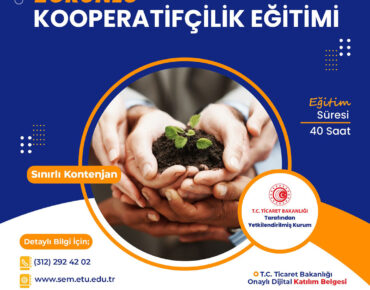 KOOPERATİFÇİLİK EĞİTİMİ
Eğitim
Süresi
40 Saat
Sınırlı Kontenjan
T.C. TİCARET BAKANLIĞI
Tarafından
Yetkilendirilmiş Kurum
Detaylı Bilgi İçin;
(312) 292 42 02
www.sem.etu.edu.tr
T.C. Ticaret Bakanlığı
Onaylı Dijital Katılım Belgesi